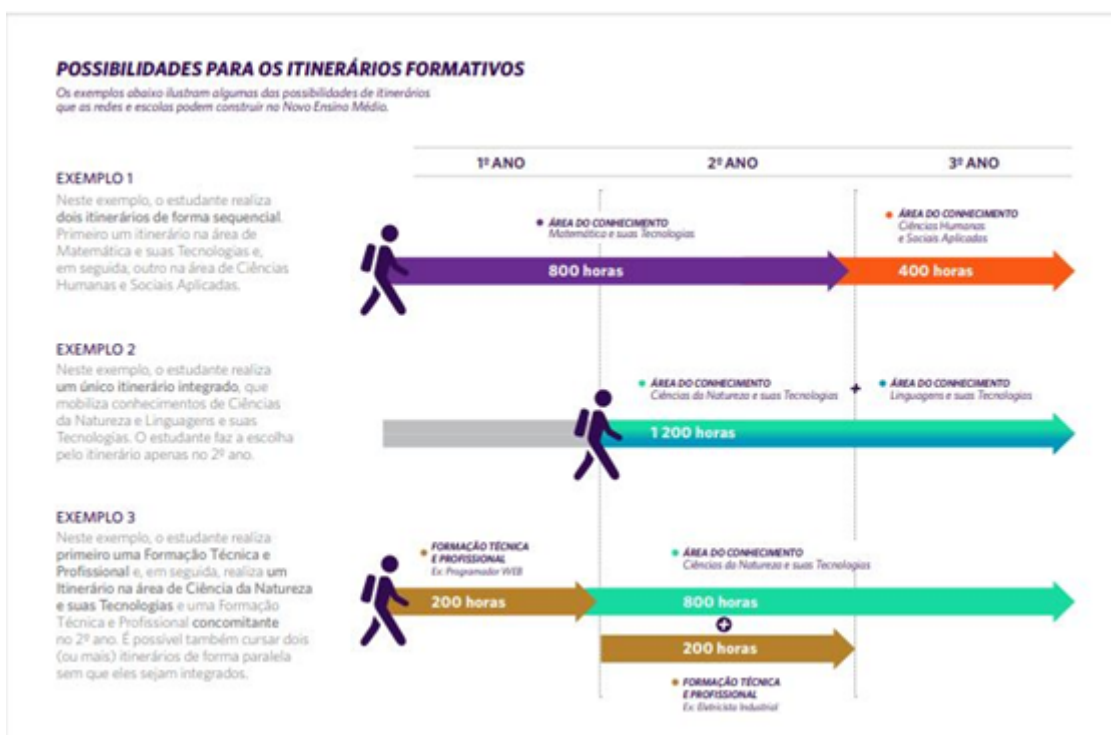 POSSIBILIDADES PARA OS ITINERÁRIOS FORMATIVOS
Os exemplos abaixo ilustram algumas das possibilidades de itinerários
que as redes e escolas podem construir no Novo Ensino Médio.
1º ANO
2º ANO
3º ANO
EXEMPLO 1
Neste exemplo, o estudante realiza
dois itinerários de forma sequencial.
Primeiro um itinerário na área de
Matemática e suas Tecnologias e,
em seguida, outro na área de Ciências
Humanas e Sociais Aplicadas.
ÁREA DO CONHECIMENTO
Matemática e suas Tecnologias
ÁREA DO CONHECIMENTO
Ciências Humanas
e Sociais Aplicadas
800 horas
400 horas
EXEMPLO 2
Neste exemplo, o estudante realiza
um único itinerário integrado, que
mobiliza conhecimentos de Ciências
da Natureza e Linguagens e suas
Tecnologias. O estudante faz a escolha
pelo itinerário apenas no 2º ano.
ÁREA DO CONHECIMENTO
Ciências da Natureza e suas Tecnologias
+
ÁREA DO CONHECIMENTO
Linguagens e suas Tecnologias
1 200 horas
EXEMPLO 3
Neste exemplo, o estudante realiza
primeiro uma Formação Técnica e
Profissional e, em seguida, realiza um
Itinerário na área de Ciência da Natureza
e suas Tecnologias e uma Formação
Técnica e Profissional concomitante
no 2º ano. É possível também cursar dois
(ou mais) itinerários de forma paralela
sem que eles sejam integrados.
FORMAÇÃO TÉCNICA
E PROFISSIONAL
Ex: Programador WEB
ÁREA DO CONHECIMENTO
Ciências da Natureza e suas Tecnologias
200 horas
800 horas
+
200 horas
FORMAÇÃO TÉCNICA
E PROFISSIONAL
Ex: Eletricista Industrial